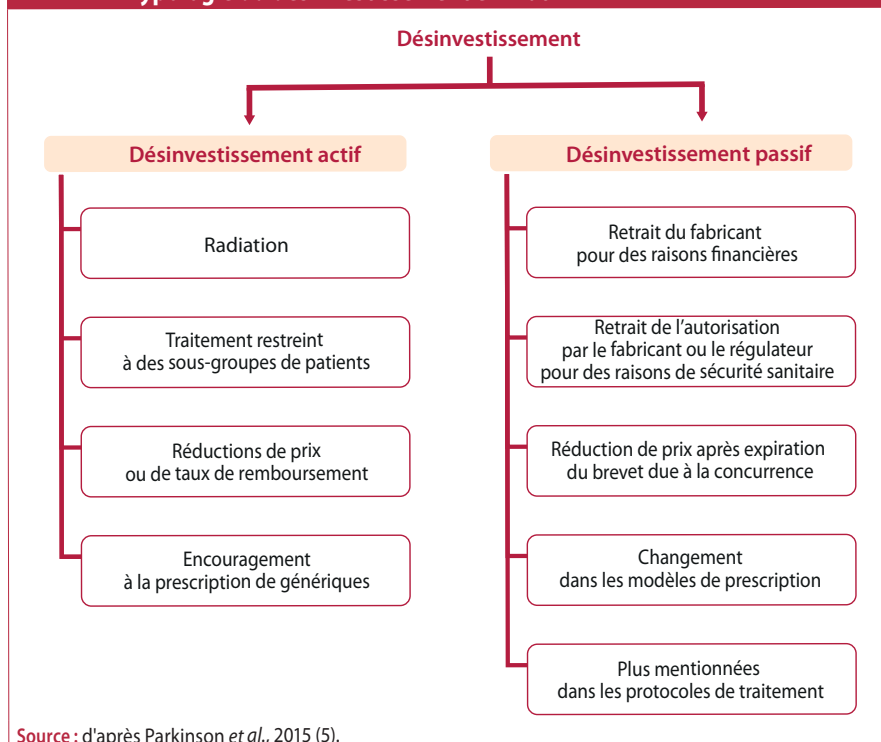 Désinvestissement
Désinvestissement actif
Radiation
Traitement restreint
à des sous-groupes de patients
Réductions de prix
ou de taux de remboursement
Encouragement
à la prescription de génériques
Désinvestissement passif
Retrait du fabricant
pour des raisons financières
Retrait de l'autorisation
par le fabricant ou le régulateur
pour des raisons de sécurité sanitaire
Réduction de prix après expiration
du brevet due à la concurrence
Changement
dans les modèles de prescription
Plus mentionnées
dans les protocoles de traitement
Source : d'après Parkinson et al., 2015 (5).